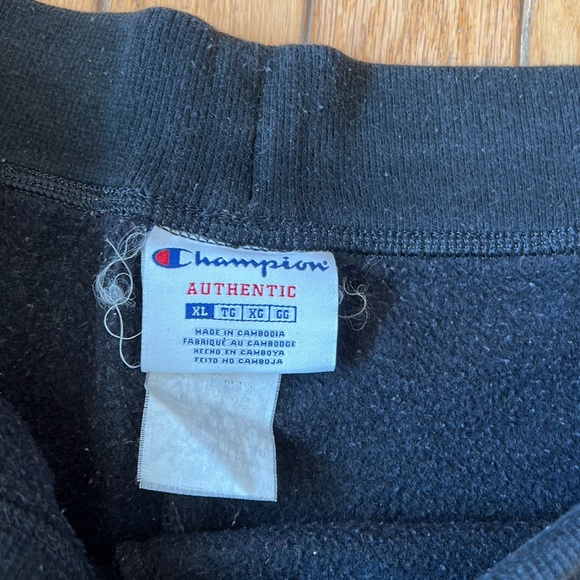 Champion
AUTHENTIC
XL TG XG GG
MADE IN CAMBODIA
FABRIQUÉ AU CAMBODGE
HECHO EN CAMBOYA
FEITO NO CAMBOJA